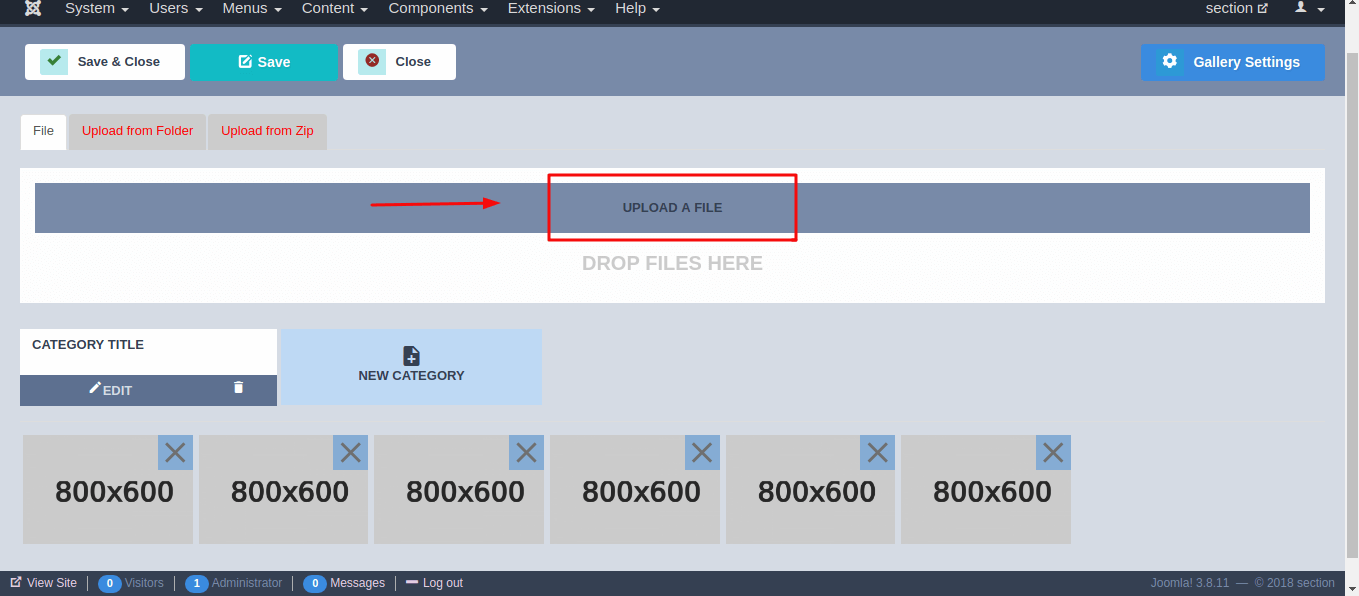 System Users Menus Content Components Extensions Help section
Save & Close Save Close Gallery Settings
File Upload from Folder Upload from Zip
UPLOAD A FILE
DROP FILES HERE
CATEGORY TITLE
EDIT
NEW CATEGORY
800x600 800x600 800x600 800x600 800x600 800x600
View Site 0 Visitors 1 Administrator 0 Messages Log out Joomla! 3.8.11 — © 2018 section